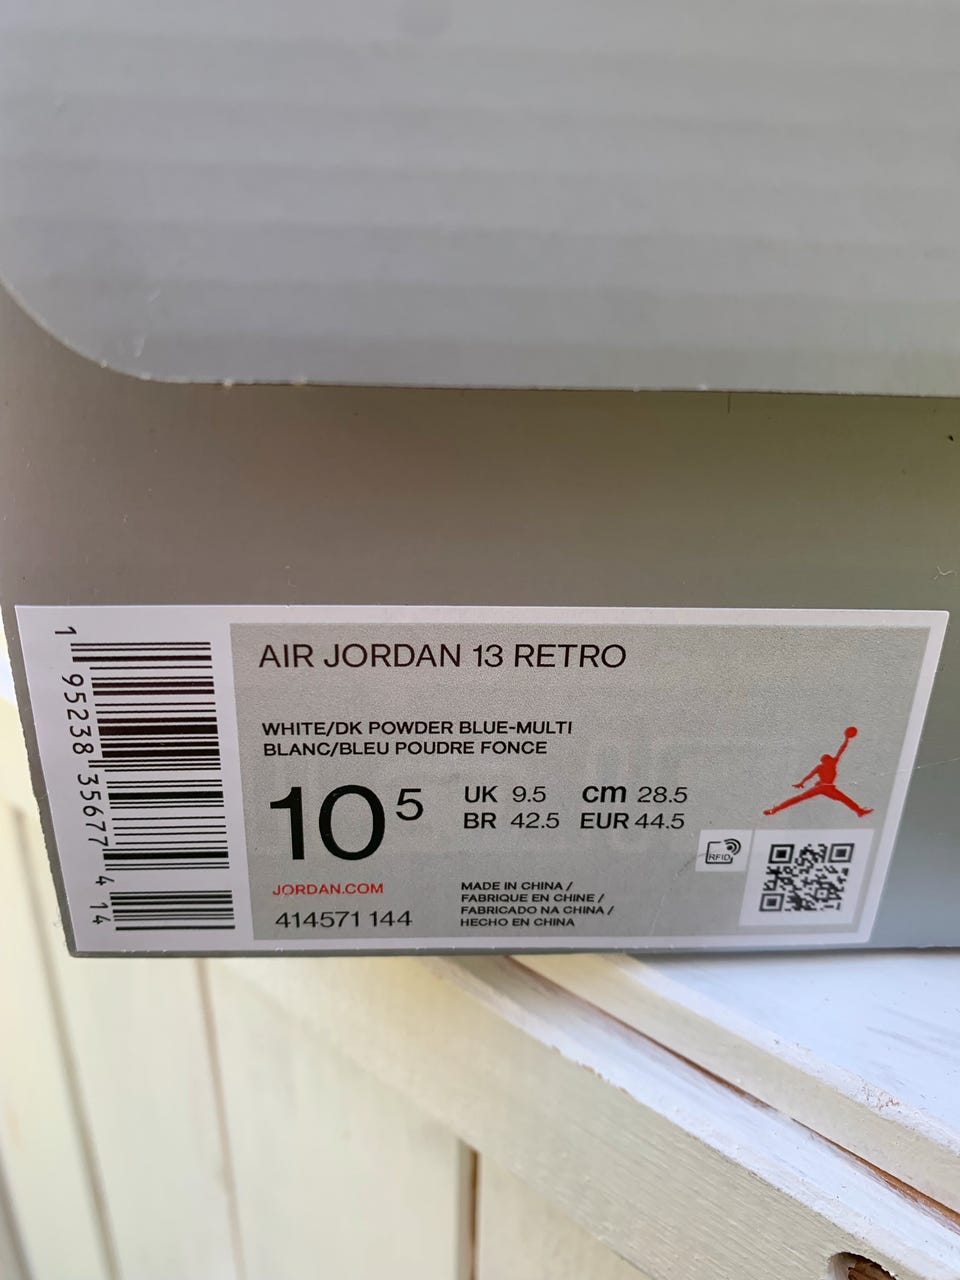 AIR JORDAN 13 RETRO
WHITE/DK POWDER BLUE-MULTI
BLANC/BLEU POUDRE FONCE
10 5
UK 9.5 cm 28.5
BR 42.5 EUR 44.5
RFID
JORDAN.COM
414571 144
MADE IN CHINA /
FABRIQUE EN CHINE /
FABRICADO NA CHINA /
HECHO EN CHINA
1 95238 35677 4 14